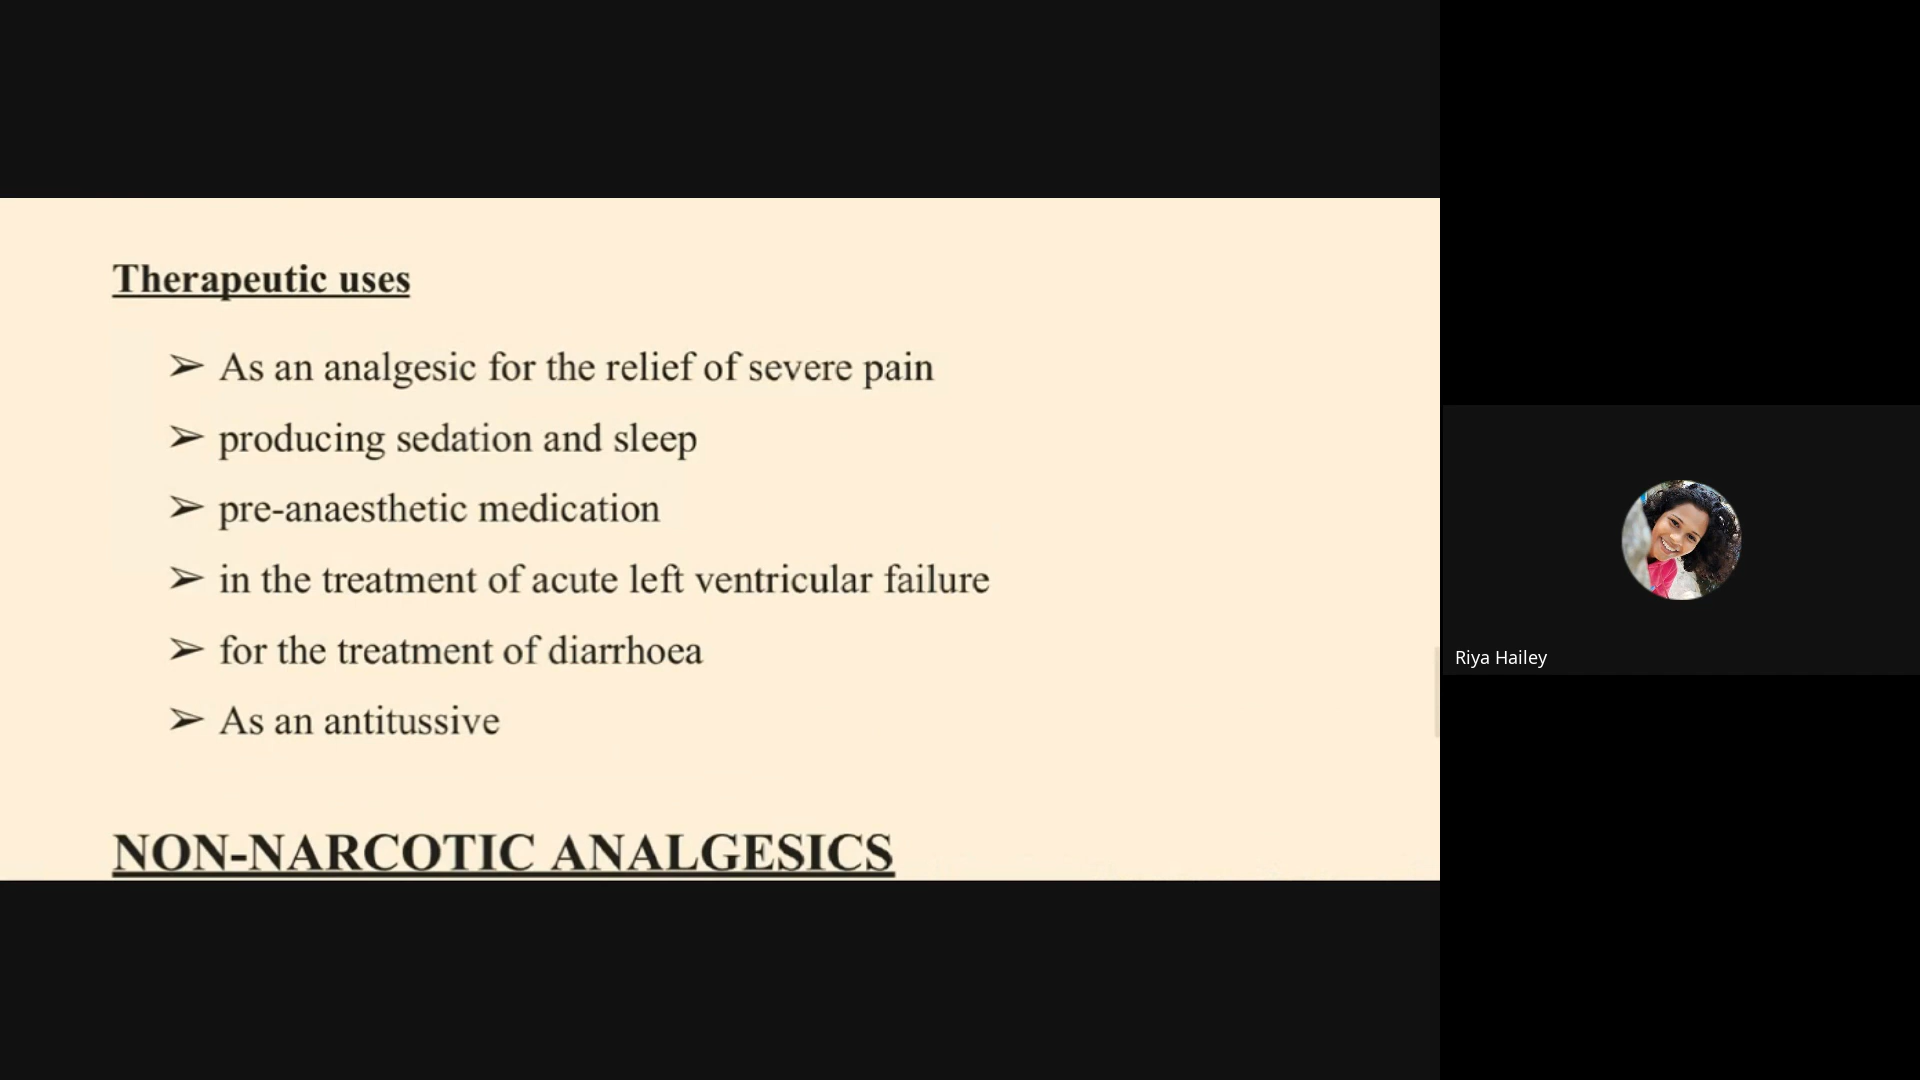 Therapeutic uses
➢ As an analgesic for the relief of severe pain
➢ producing sedation and sleep
➢ pre-anaesthetic medication
➢ in the treatment of acute left ventricular failure
➢ for the treatment of diarrhoea
➢ As an antitussive
NON-NARCOTIC ANALGESICS
Riya Hailey